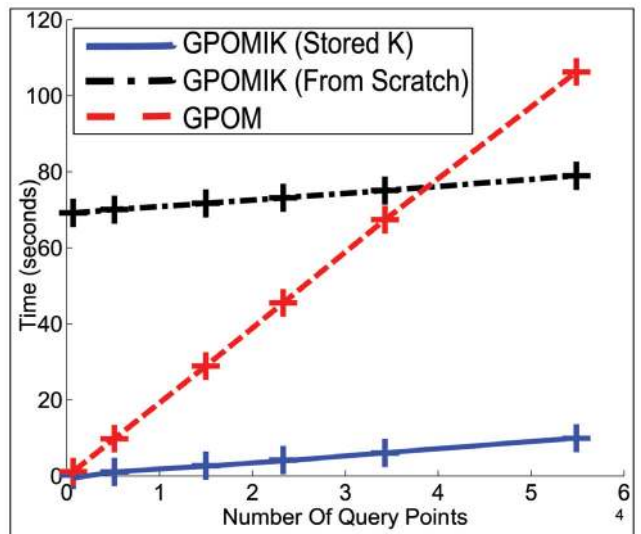 120
100
80
60
40
20
0
GPOMIK (Stored K)
GPOMIK (From Scratch)
GPOM
Time (seconds)
0 1 2 3 4 5 6
Number Of Query Points
4